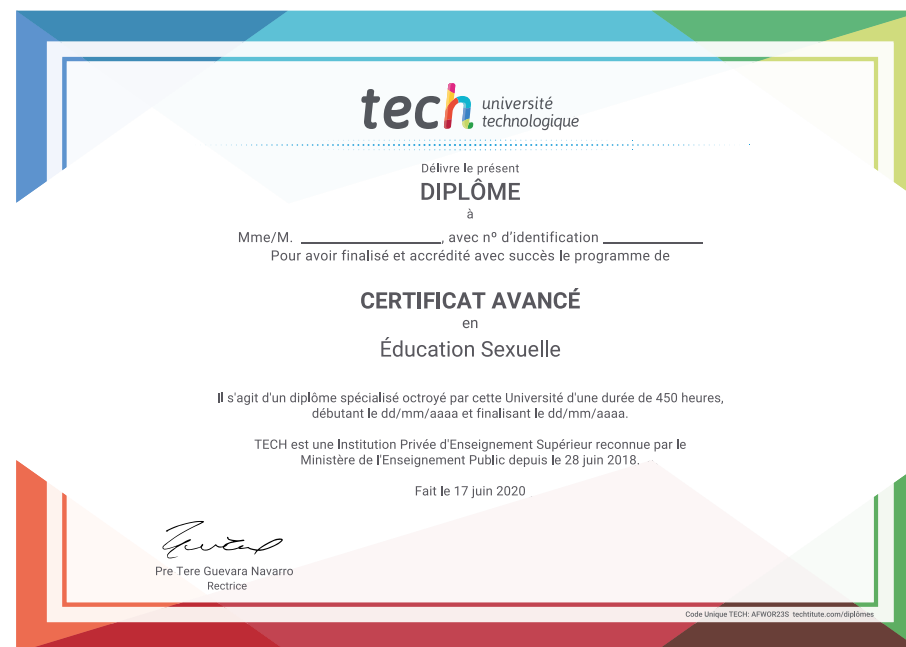 tech université
technologique
Délivre le présent
DIPLÔME
à
Mme/M. ____________________, avec nº d'identification ______________
Pour avoir finalisé et accrédité avec succès le programme de
CERTIFICAT AVANCÉ
en
Éducation Sexuelle
Il s'agit d'un diplôme spécialisé octroyé par cette Université d'une durée de 450 heures,
débutant le dd/mm/aaaa et finalisant le dd/mm/aaaa.
TECH est une Institution Privée d'Enseignement Supérieur reconnue par le
Ministère de l'Enseignement Public depuis le 28 juin 2018.
Fait le 17 juin 2020
Pre Tere Guevara Navarro
Rectrice
Code Unique TECH: AFWOR23S techtitute.com/diplômes